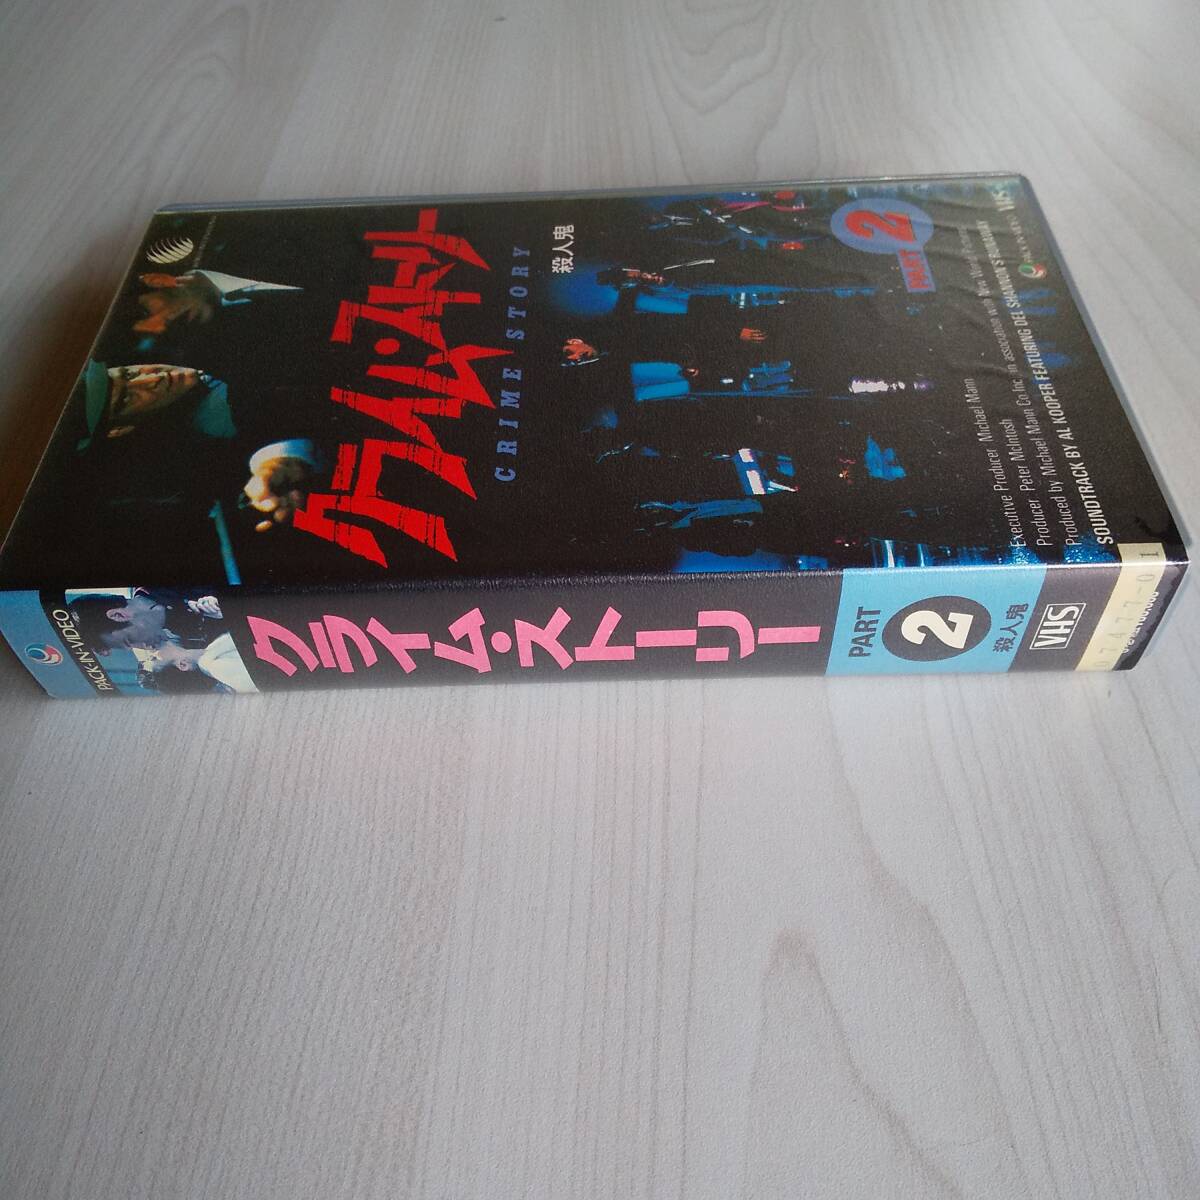 クライム・ストーリー
CRIME STORY
殺人鬼
PART 2
VHS
Executive Producer Michael Mann
Producer Peter McIntosh
Produced by Michael Mann Co.Inc. in association with New World Pictures
SOUNDTRACK BY AL KOOPER FEATURING DEL SHANNON'S RUNAWAY
PACK-IN-VIDEO
クライム・ストーリー
PART
2
殺人鬼
VHS
07477-01